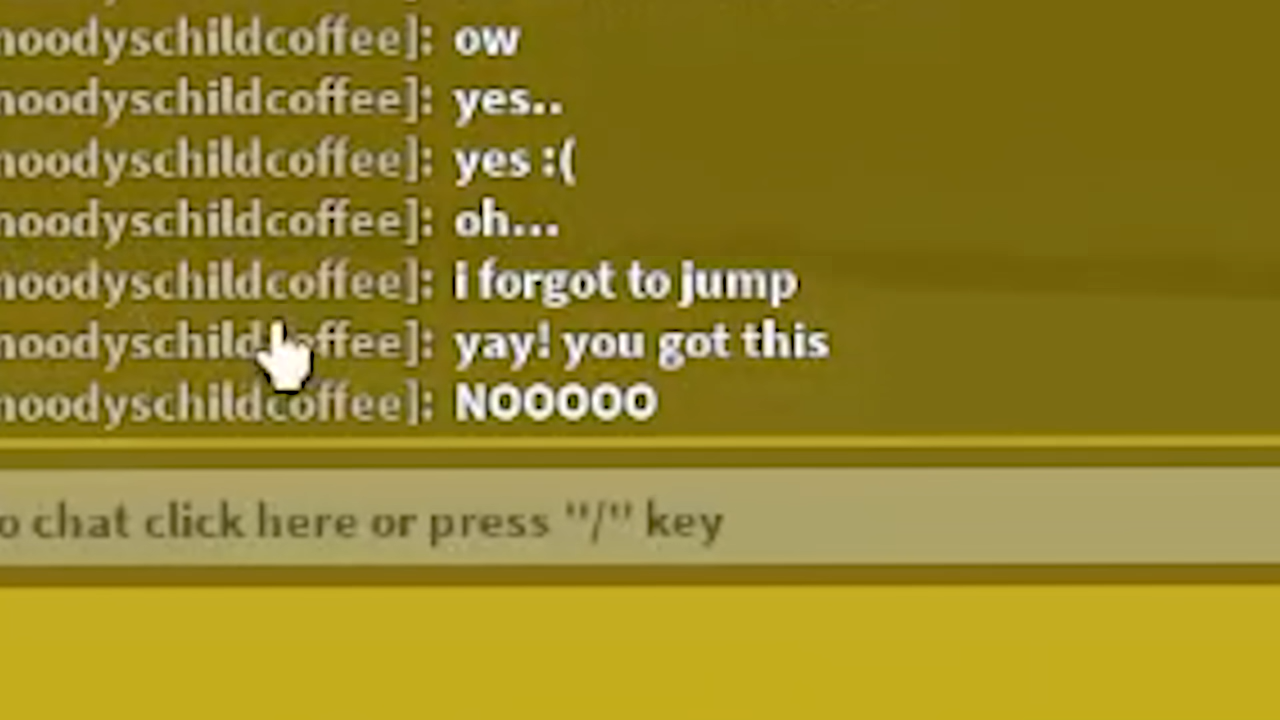 noodyschildcoffee]: ow
noodyschildcoffee]: yes..
noodyschildcoffee]: yes :(
noodyschildcoffee]: oh...
noodyschildcoffee]: i forgot to jump
noodyschildcoffee]: yay! you got this
noodyschildcoffee]: NOOOOO
o chat click here or press "/" key